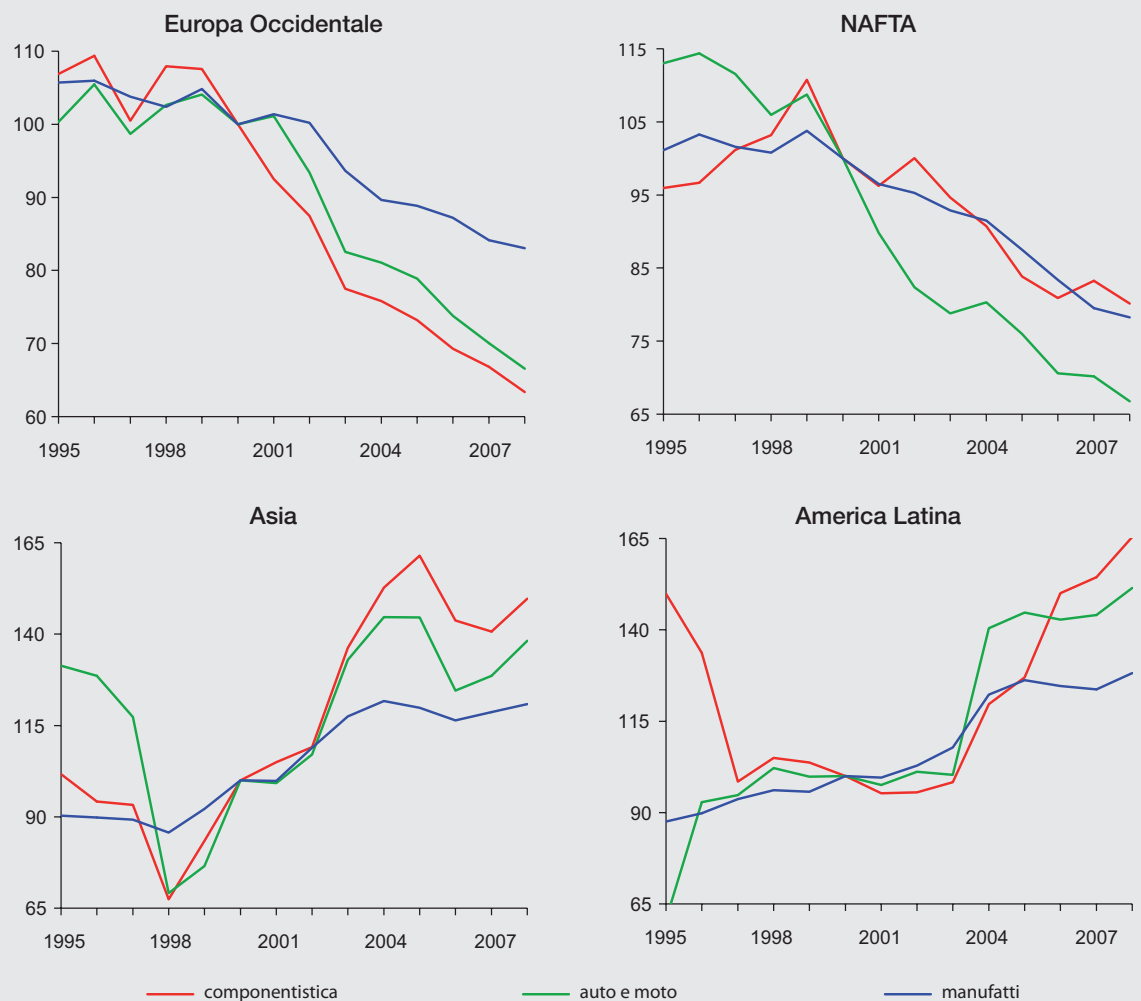 Europa Occidentale
110
100
90
80
70
60
1995 1998 2001 2004 2007
NAFTA
115
105
95
85
75
65
1995 1998 2001 2004 2007
Asia
165
140
115
90
65
1995 1998 2001 2004 2007
America Latina
165
140
115
90
65
1995 1998 2001 2004 2007
componentistica auto e moto manufatti